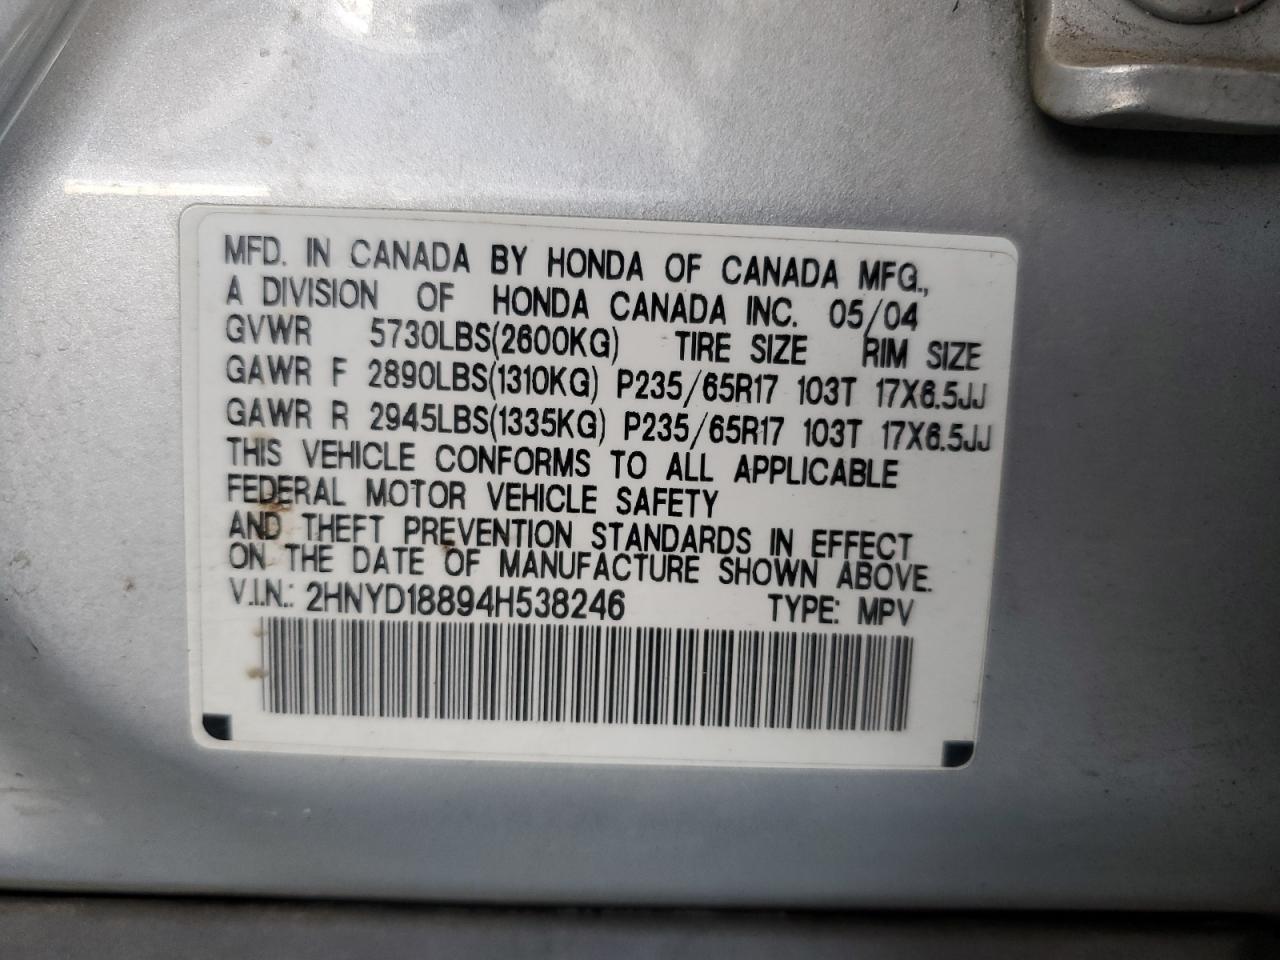 MFD. IN CANADA BY HONDA OF CANADA MFG.,
A DIVISION OF HONDA CANADA INC. 05/04
GVWR 5730LBS(2600KG) TIRE SIZE RIM SIZE
GAWR F 2890LBS(1310KG) P235/65R17 103T 17X6.5JJ
GAWR R 2945LBS(1335KG) P235/65R17 103T 17X6.5JJ
THIS VEHICLE CONFORMS TO ALL APPLICABLE
FEDERAL MOTOR VEHICLE SAFETY
AND THEFT PREVENTION STANDARDS IN EFFECT
ON THE DATE OF MANUFACTURE SHOWN ABOVE.
V.I.N.: 2HNYD18894H538246 TYPE: MPV